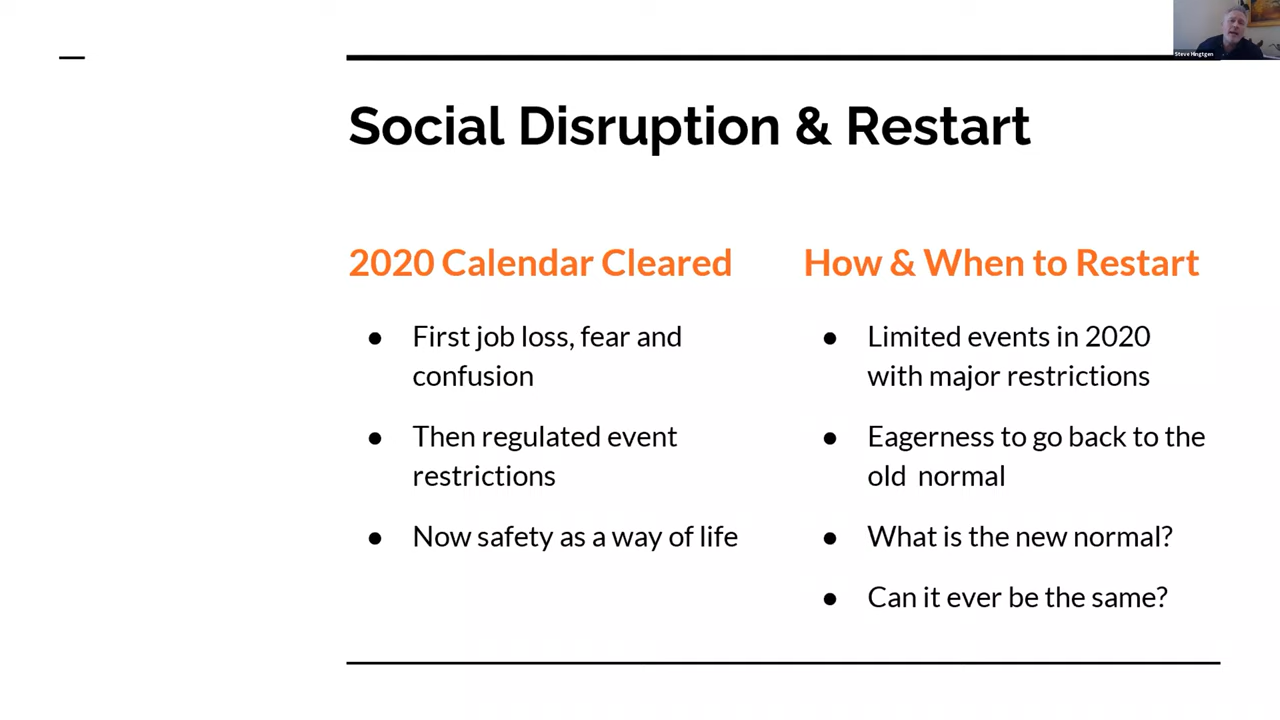 Steve Hingtgen
Social Disruption & Restart
2020 Calendar Cleared
● First job loss, fear and
confusion
● Then regulated event
restrictions
● Now safety as a way of life
How & When to Restart
● Limited events in 2020
with major restrictions
● Eagerness to go back to the
old  normal
● What is the new normal?
● Can it ever be the same?